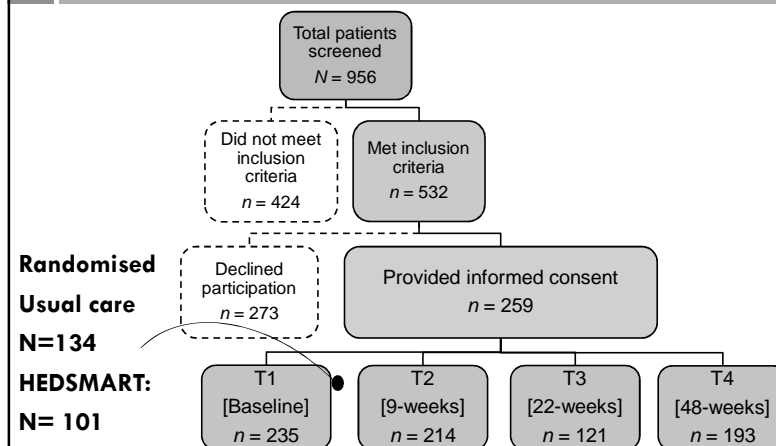 Total patients
screened
N = 956
Did not meet
inclusion
criteria
n = 424
Met inclusion
criteria
n = 532
Declined
participation
n = 273
Provided informed consent
n = 259
Randomised
Usual care
N=134
HEDSMART:
N= 101
T1
[Baseline]
n = 235
T2
[9-weeks]
n = 214
T3
[22-weeks]
n = 121
T4
[48-weeks]
n = 193